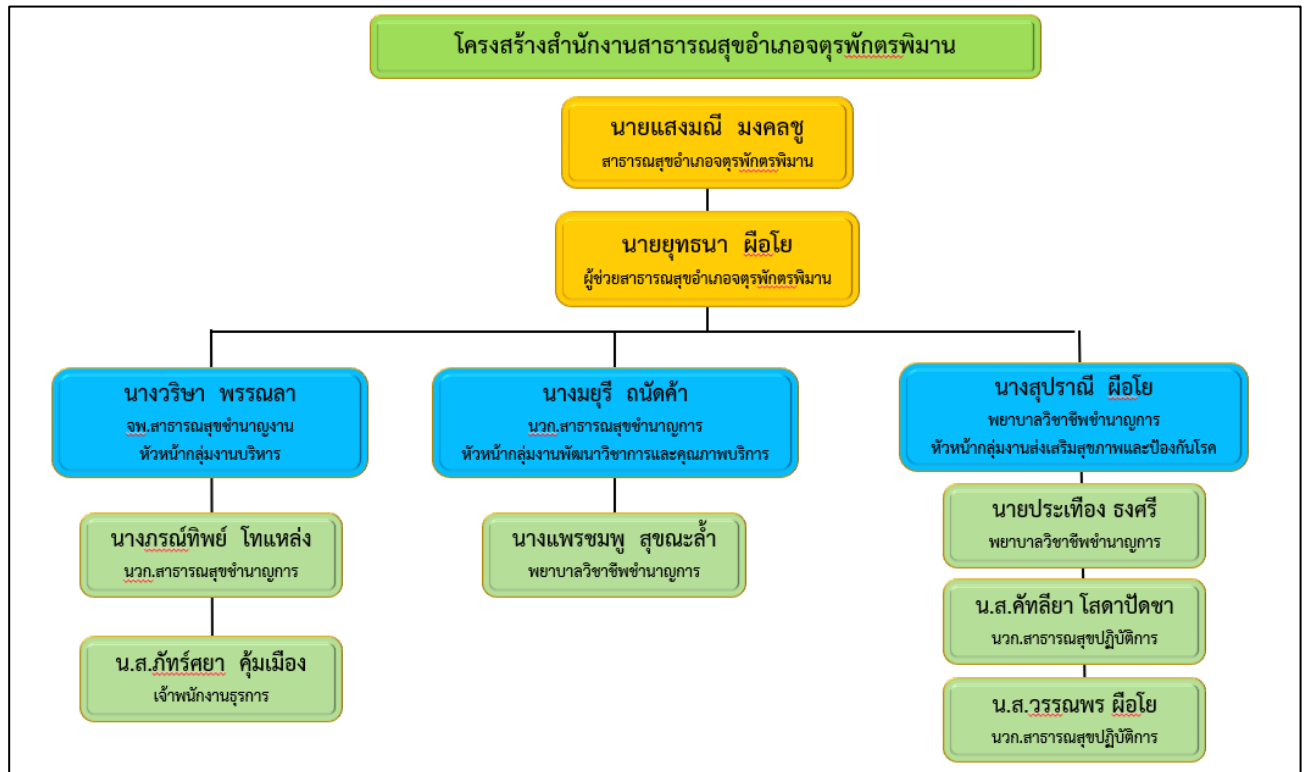 โครงสร้างสำนักงานสาธารณสุขอำเภอจตุรพักตรพิมาน
นายแสงมณี มงคลชู
สาธารณสุขอำเภอจตุรพักตรพิมาน
นายยุทธนา ผือโย
ผู้ช่วยสาธารณสุขอำเภอจตุรพักตรพิมาน
นางวริษา พรรณลา
จพ.สาธารณสุขชำนาญงาน
หัวหน้ากลุ่มงานบริหาร
นางภรณ์ทิพย์ โทแหล่ง
นวก.สาธารณสุขชำนาญการ
น.ส.ภัทร์ศยา คุ้มเมือง
เจ้าพนักงานธุรการ
นางมยุรี ถนัดค้า
นวก.สาธารณสุขชำนาญการ
หัวหน้ากลุ่มงานพัฒนาวิชาการและคุณภาพบริการ
นางแพรชมพู สุขณะล้ำ
พยาบาลวิชาชีพชำนาญการ
นางสุปราณี ผือโย
พยาบาลวิชาชีพชำนาญการ
หัวหน้ากลุ่มงานส่งเสริมสุขภาพและป้องกันโรค
นายประเทือง ธงศรี
พยาบาลวิชาชีพชำนาญการ
น.ส.คัทลียา โสดาปัดชา
นวก.สาธารณสุขปฏิบัติการ
น.ส.วรรณพร ผือโย
นวก.สาธารณสุขปฏิบัติการ